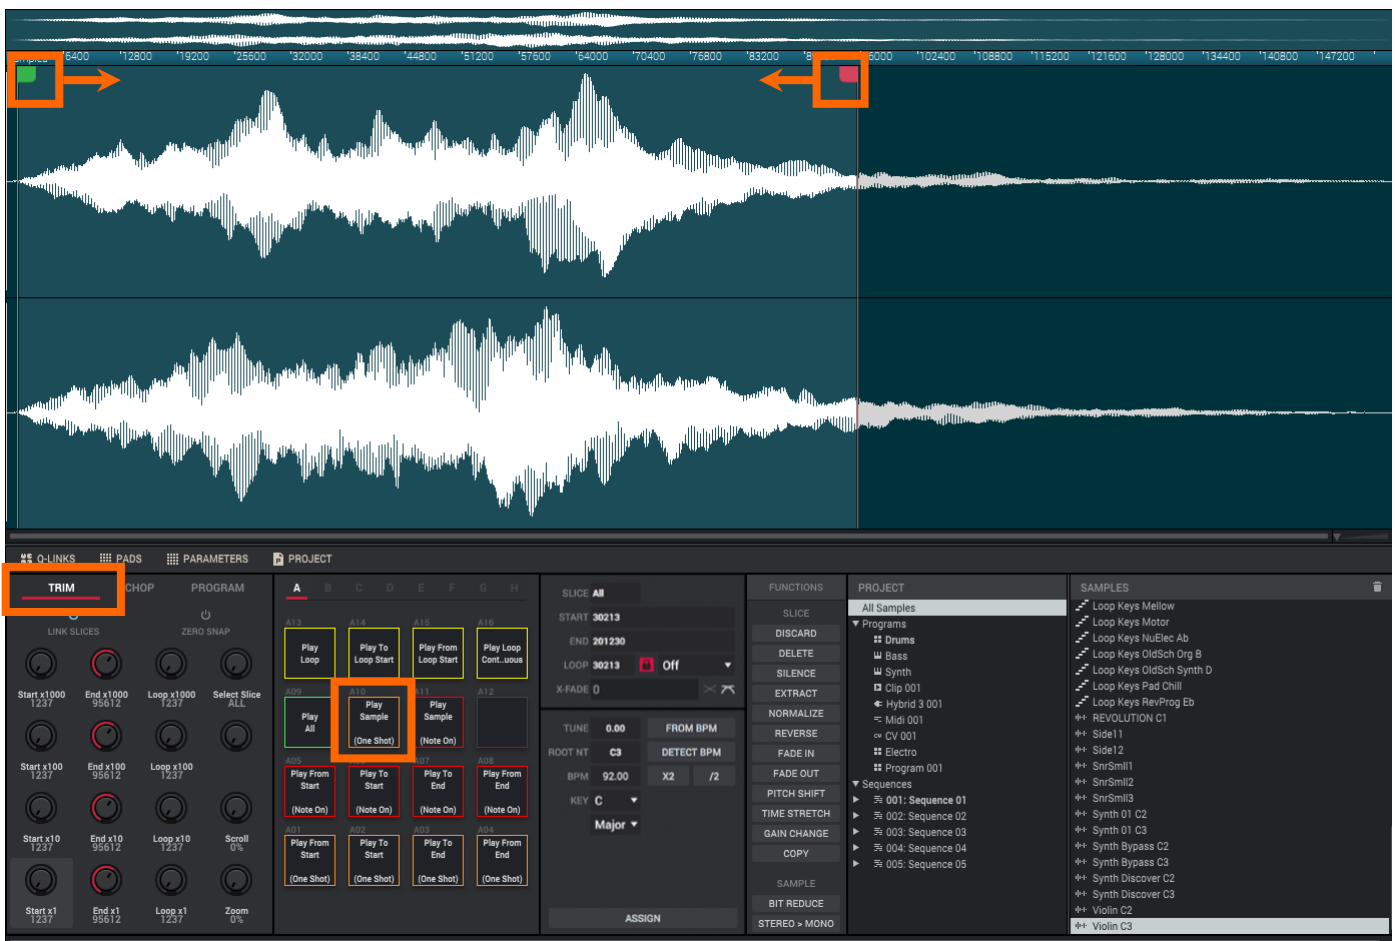 6400 12800 19200 25600 32000 38400 44800 51200 57600 64000 70400 76800 83200 102400 108800 115200 121600 128000 134400 140800 147200
Q-LINKS PADS PARAMETERS PROJECT
TRIM CHOP PROGRAM
LINK SLICES ZERO SNAP
Start x1000 End x1000 Loop x1000 Select Slice
1237 95612 1237 ALL
Start x100 End x100 Loop x100
1237 95612 1237
Start x10 End x10 Loop x10 Scroll
1237 95612 1237 0%
Start x1 End x1 Loop x1 Zoom
1237 95612 1237 0%
A B C D E F G H
A13 A14 A15 A16
Play Loop
Play To Loop Start
Play From Loop Start
Play Loop Cont..uous
A09 A10 A11 A12
Play All
Play Sample (One Shot)
Play Sample (Note On)
A05 A07 A08
Play From Start (Note On)
Play To Start (Note On)
Play To End (Note On)
Play From End (Note On)
A01 A02 A03 A04
Play From Start (One Shot)
Play To Start (One Shot)
Play To End (One Shot)
Play From End (One Shot)
SLICE All
START 30213
END 201230
LOOP 30213 Off
X-FADE 0
TUNE 0.00 FROM BPM
ROOT NT C3 DETECT BPM
BPM 92.00 X2 /2
KEY C
Major
ASSIGN
FUNCTIONS
SLICE
DISCARD
DELETE
SILENCE
EXTRACT
NORMALIZE
REVERSE
FADE IN
FADE OUT
PITCH SHIFT
TIME STRETCH
GAIN CHANGE
COPY
SAMPLE
BIT REDUCE
STEREO > MONO
PROJECT
All Samples
Programs
Drums
Bass
Synth
Clip 001
Hybrid 3 001
Midi 001
CV CV 001
Electro
Program 001
Sequences
001: Sequence 01
002: Sequence 02
003: Sequence 03
004: Sequence 04
005: Sequence 05
SAMPLES
Loop Keys Mellow
Loop Keys Motor
Loop Keys NuElec Ab
Loop Keys OldSch Org B
Loop Keys OldSch Synth D
Loop Keys Pad Chill
Loop Keys RevProg Eb
REVOLUTION C1
Side11
Side12
SnrSmll1
SnrSmll2
SnrSmll3
Synth 01 C2
Synth 01 C3
Synth Bypass C2
Synth Bypass C3
Synth Discover C2
Synth Discover C3
Violin C2
Violin C3